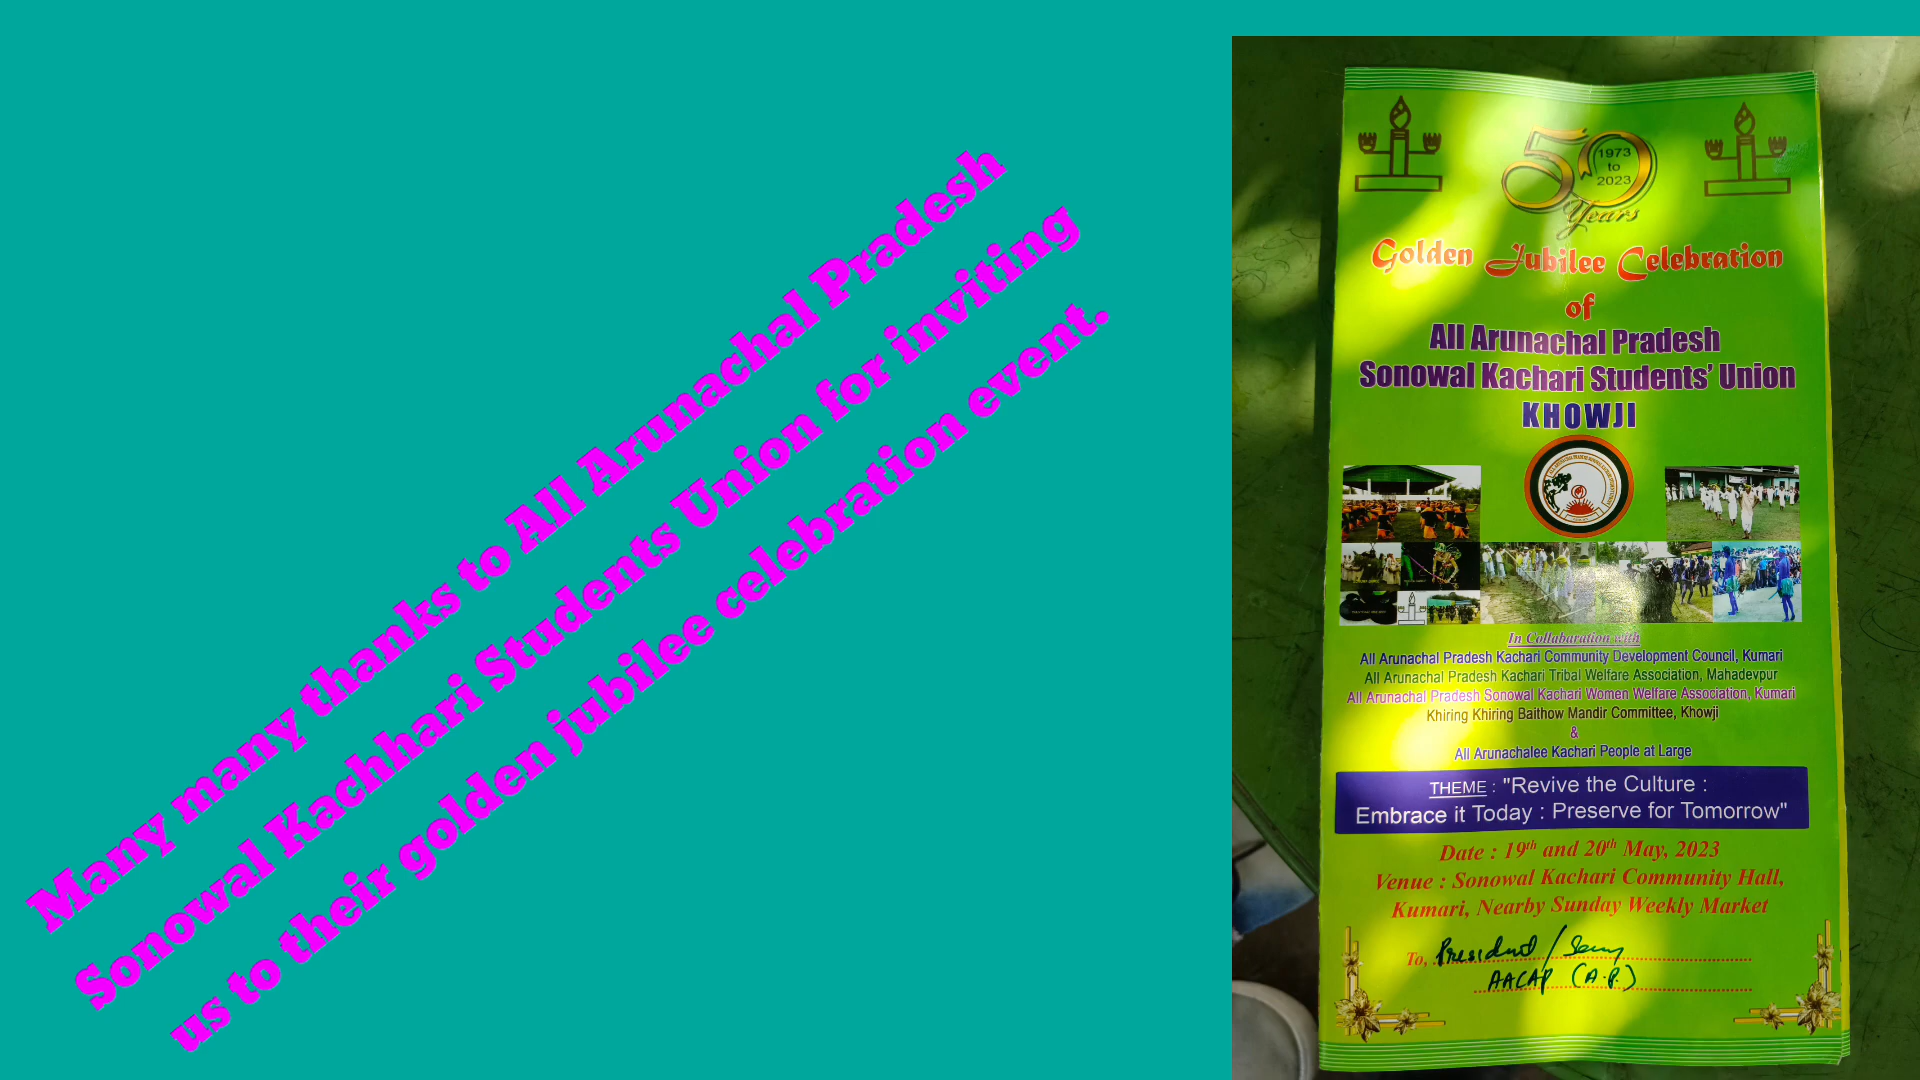 Many many thanks to All Arunachal Pradesh
Sonowal Kachhari Students Union for inviting
us to their golden jubilee celebration event.
50
1973
to
2023
Years
Golden Jubilee Celebration
of
All Arunachal Pradesh
Sonowal Kachari Students' Union
KHOWJI
In Collabaration with
All Arunachal Pradesh Kachari Community Development Council, Kumari
All Arunachal Pradesh Kachari Tribal Welfare Association, Mahadevpur
All Arunachal Pradesh Sonowal Kachari Women Welfare Association, Kumari
Khiring Khiring Baithow Mandir Committee, Khowji
&
All Arunachalee Kachari People at Large
THEME : "Revive the Culture :
Embrace it Today : Preserve for Tomorrow"
Date : 19th and 20th May, 2023
Venue : Sonowal Kachari Community Hall,
Kumari, Nearby Sunday Weekly Market
To, President /
AACAP (A.P.)